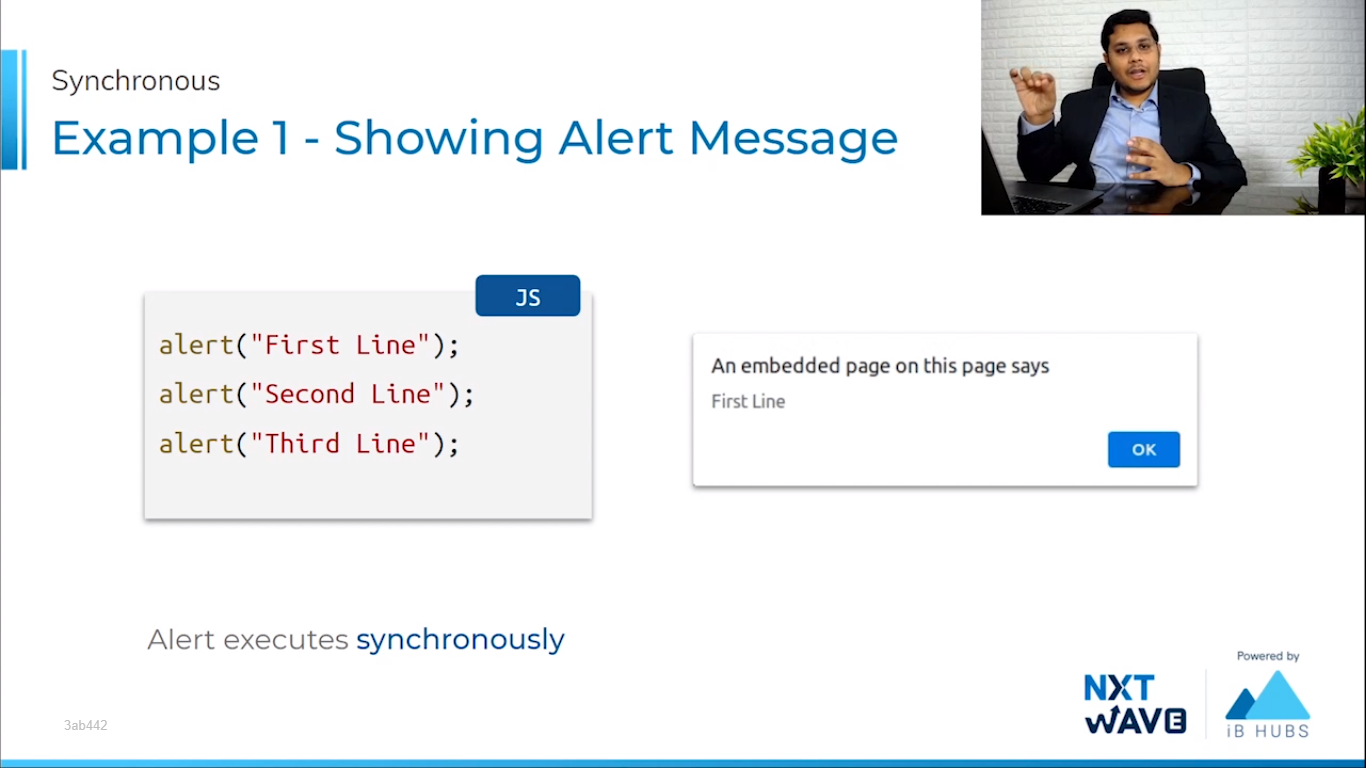 Synchronous
Example 1 - Showing Alert Message
JS
alert("First Line");
alert("Second Line");
alert("Third Line");
An embedded page on this page says
First Line
OK
Alert executes synchronously
3ab442
NXT
WAVE
Powered by
iB HUBS